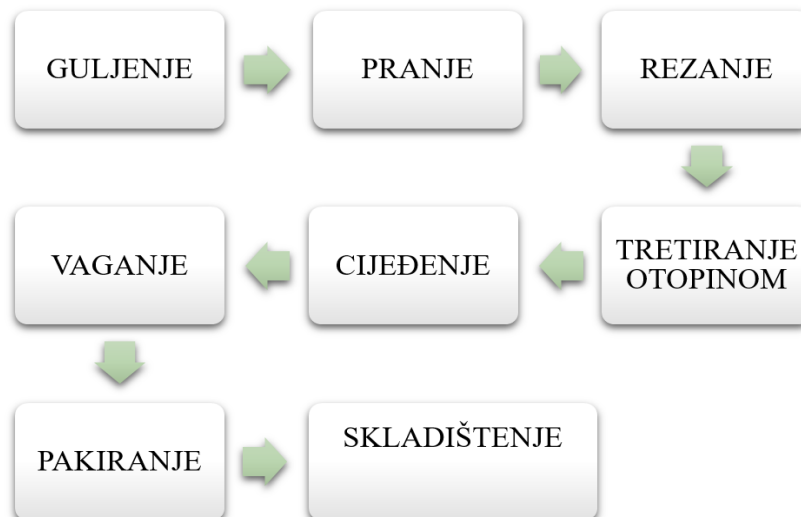 GULJENJE
PRANJE
REZANJE
TRETIRANJE
OTOPINOM
CIJEĐENJE
VAGANJE
PAKIRANJE
SKLADIŠTENJE